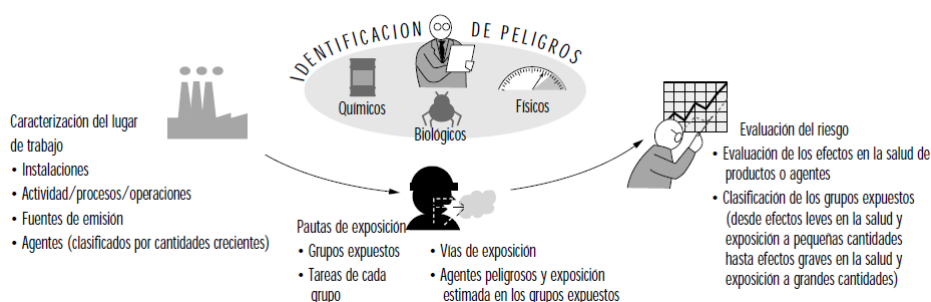 IDENTIFICACION DE PELIGROS
Químicos
Físicos
Biológicos
Caracterización del lugar
de trabajo
• Instalaciones
• Actividad/procesos/operaciones
• Fuentes de emisión
• Agentes (clasificados por cantidades crecientes)
Pautas de exposición
• Grupos expuestos
• Tareas de cada
grupo
• Vías de exposición
• Agentes peligrosos y exposición
estimada en los grupos expuestos
Evaluación del riesgo
• Evaluación de los efectos en la salud de
productos o agentes
• Clasificación de los grupos expuestos
(desde efectos leves en la salud y
exposición a pequeñas cantidades
hasta efectos graves en la salud y
exposición a grandes cantidades)